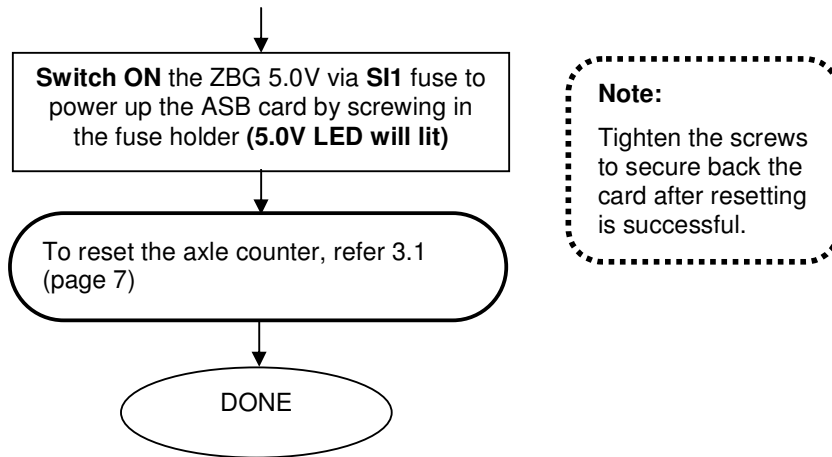 Switch ON the ZBG 5.0V via SI1 fuse to
power up the ASB card by screwing in
the fuse holder (5.0V LED will lit)
Note:
Tighten the screws
to secure back the
card after resetting
is successful.
To reset the axle counter, refer 3.1
(page 7)
DONE